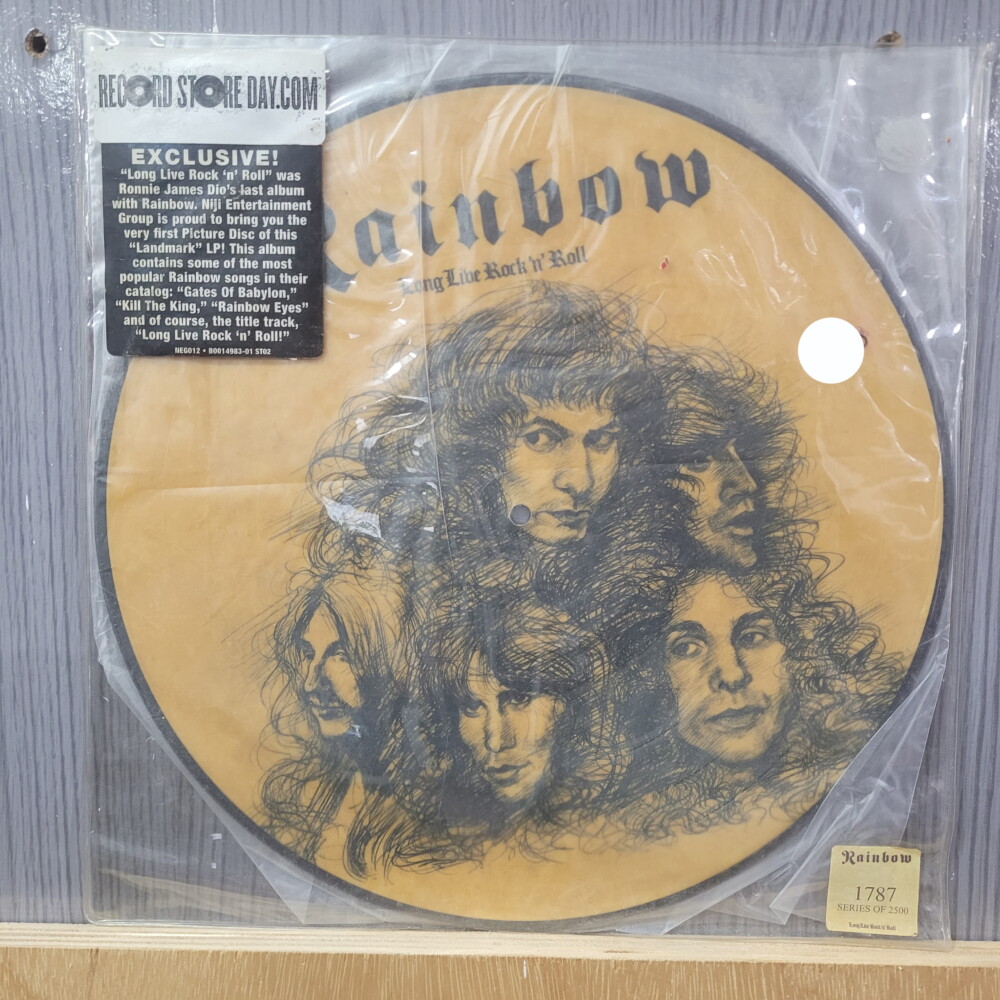 RECORD STORE DAY.COM
EXCLUSIVE!
“Long Live Rock ‘n’ Roll” was
Ronnie James Dio’s last album
with Rainbow. Niji Entertainment
Group is proud to bring you the
very first Picture Disc of this
“Landmark” LP! This album
contains some of the most
popular Rainbow songs in their
catalog: “Gates Of Babylon,”
“Kill The King,” “Rainbow Eyes”
and of course, the title track,
“Long Live Rock ‘n’ Roll!”
NEG012 • B0014983-01 ST02
Rainbow
Long Live Rock 'n' Roll
Rainbow
1787
SERIES OF 2500
Long Live Rock 'n' Roll